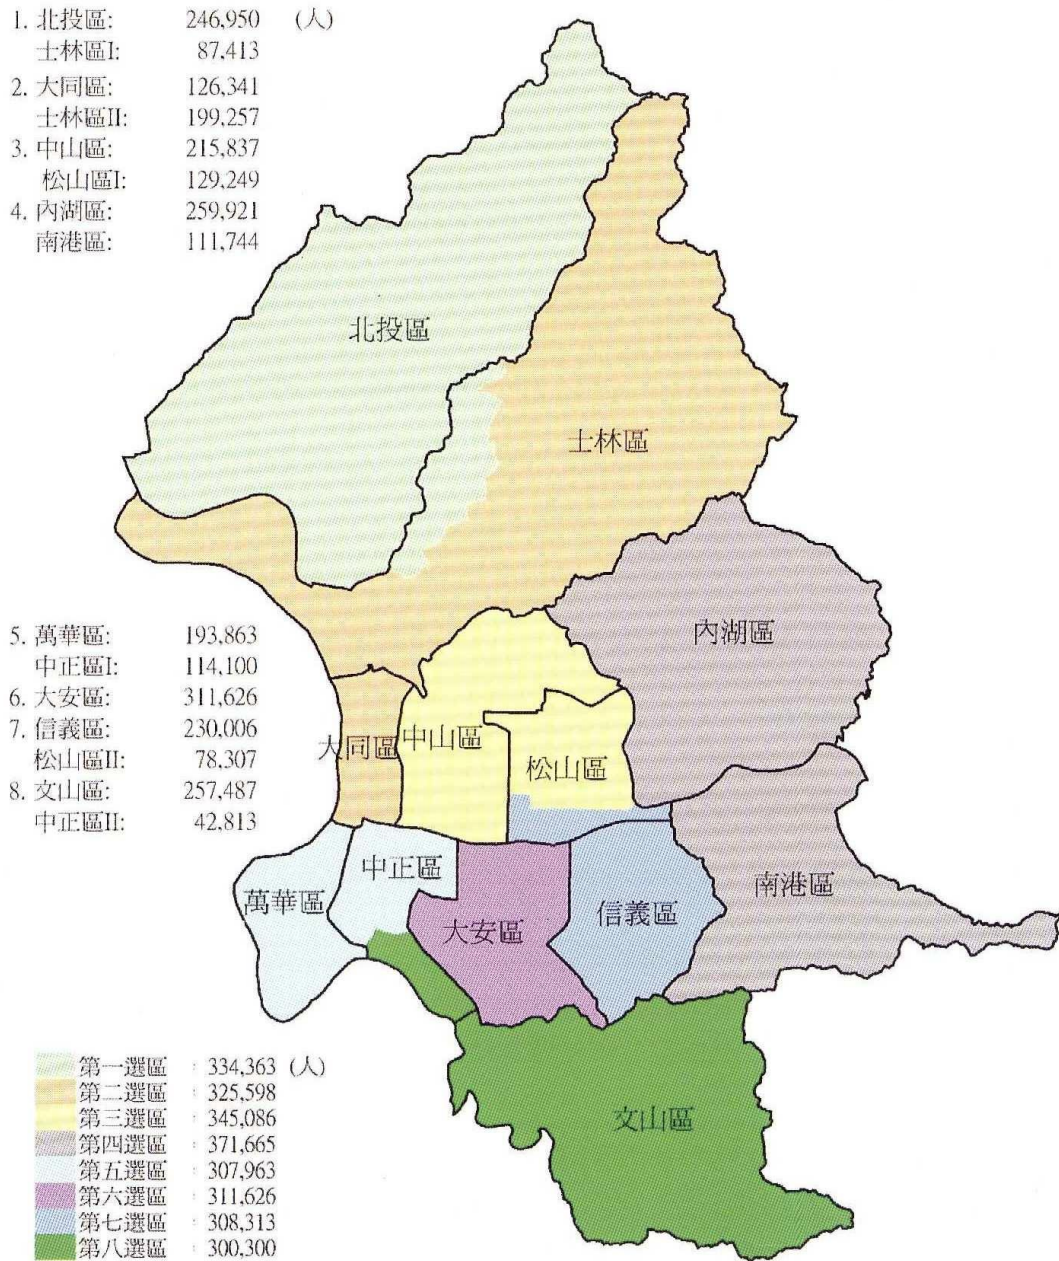 1. 北投區: 246,950 (人)
士林區I: 87,413
2. 大同區: 126,341
士林區II: 199,257
3. 中山區: 215,837
松山區I: 129,249
4. 內湖區: 259,921
南港區: 111,744
北投區
士林區
內湖區
5. 萬華區: 193,863
中正區I: 114,100
6. 大安區: 311,626
7. 信義區: 230,006
松山區II: 78,307
8. 文山區: 257,487
中正區II: 42,813
大同區
中山區
松山區
中正區
萬華區
大安區
信義區
南港區
文山區
第一選區 : 334,363 (人)
第二選區 : 325,598
第三選區 : 345,086
第四選區 : 371,665
第五選區 : 307,963
第六選區 : 311,626
第七選區 : 308,313
第八選區 : 300,300